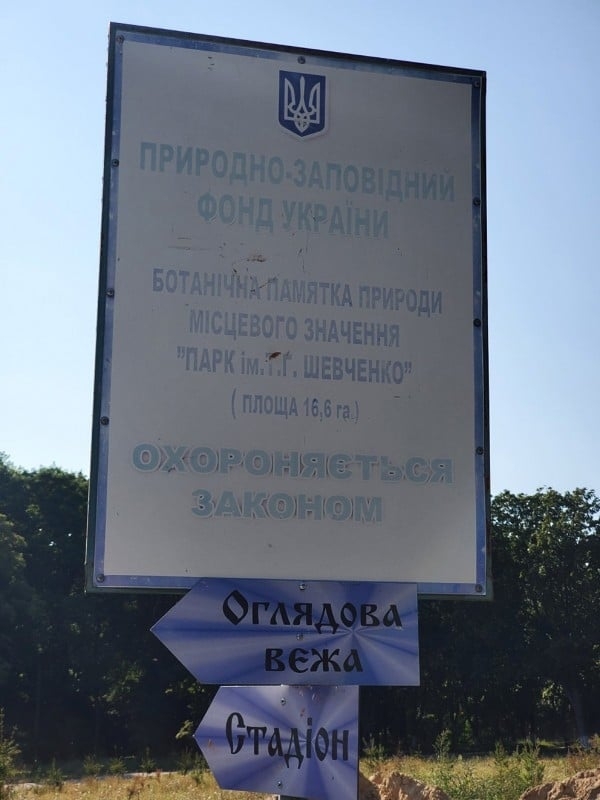 ПРИРОДНО-ЗАПОВІДНИЙ
ФОНД УКРАЇНИ
БОТАНІЧНА ПАМЯТКА ПРИРОДИ
МІСЦЕВОГО ЗНАЧЕННЯ
"ПАРК ім.Т.Г. ШЕВЧЕНКО"
( ПЛОЩА 16,6 га.)
ОХОРОНЯЄТЬСЯ
ЗАКОНОМ
Оглядова
вєжа
Стадіон